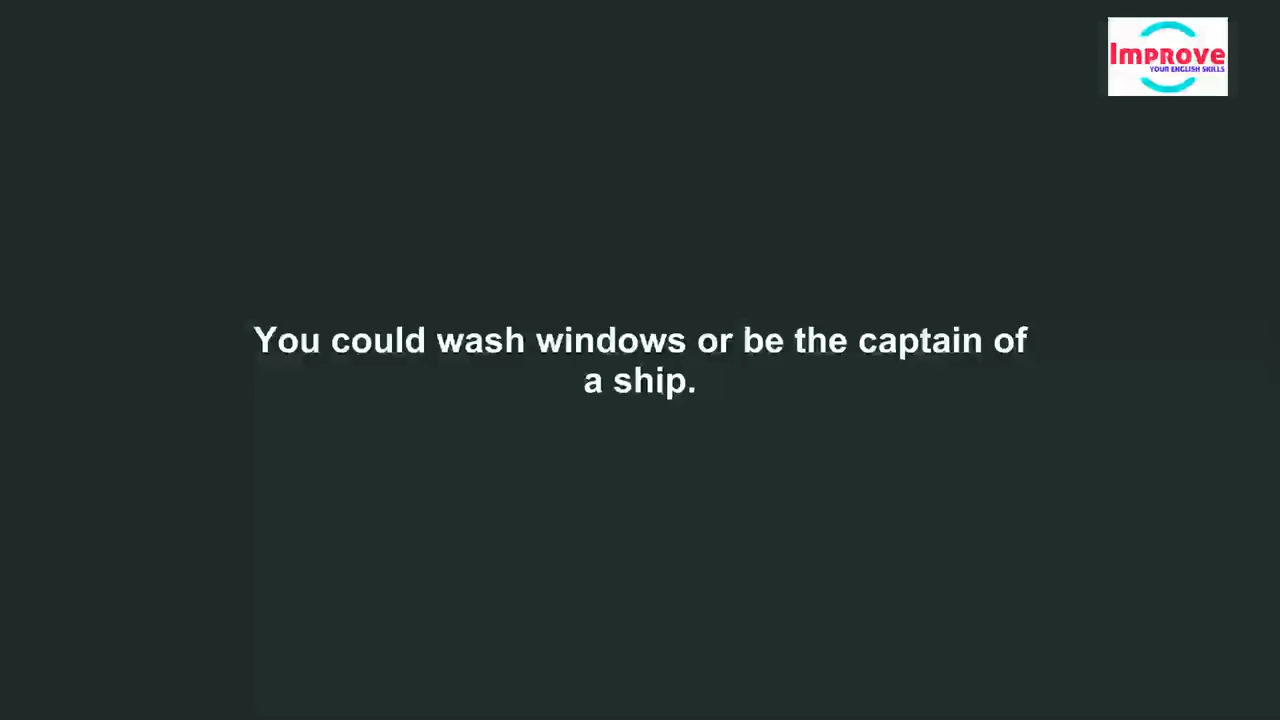 Improve
YOUR ENGLISH SKILLS
You could wash windows or be the captain of
a ship.